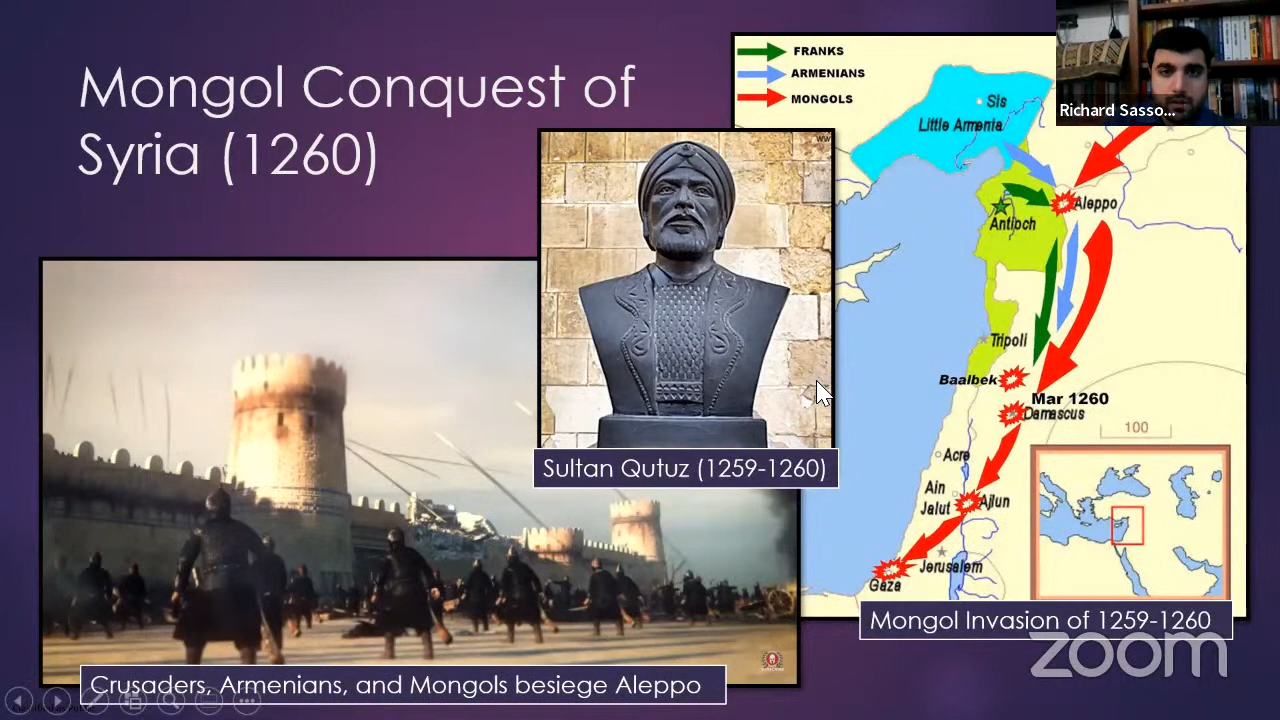 Mongol Conquest of
Syria (1260)
FRANKS
ARMENIANS
MONGOLS
Richard Sasso...
Sis
Little Armenia
Aleppo
Antioch
Tripoli
Baalbek
Mar 1260
Damascus
100
Acre
Ain
Jalut
Ajlun
Jerusalem
Gaza
Sultan Qutuz (1259-1260)
Mongol Invasion of 1259-1260
Crusaders, Armenians, and Mongols besiege Aleppo
zoom